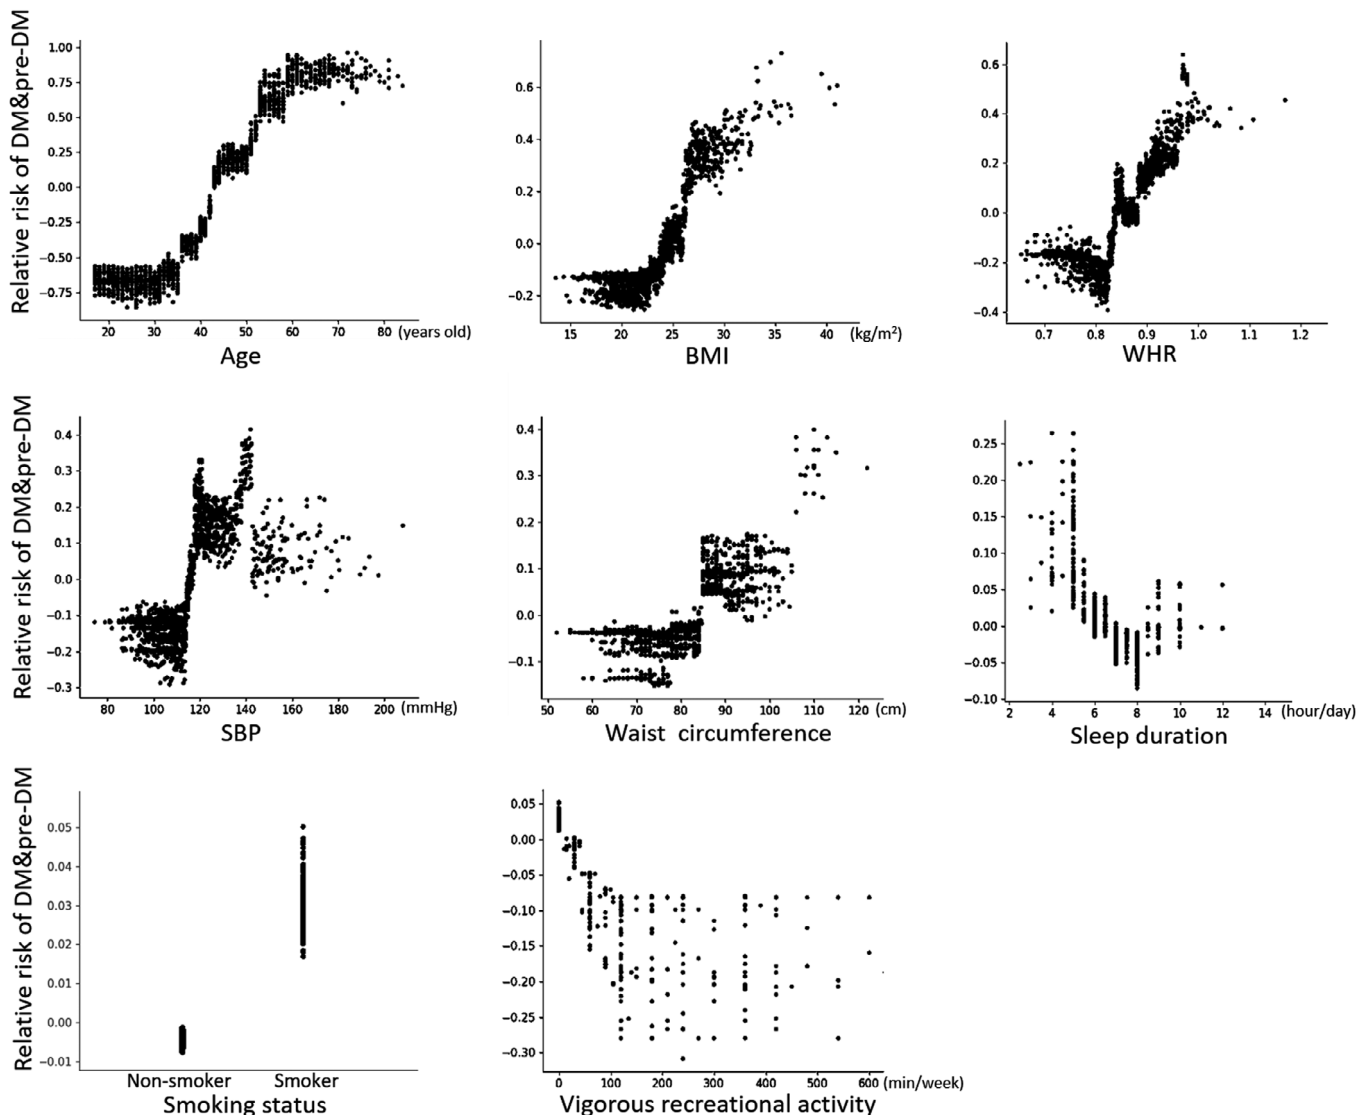 Relative risk of DM&pre-DM
1.00
0.75
0.50
0.25
0.00
−0.25
−0.50
−0.75
20 30 40 50 60 70 80 (years old)
Age
0.6
0.4
0.2
0.0
−0.2
15 20 25 30 35 40 (kg/m²)
BMI
0.6
0.4
0.2
0.0
−0.2
−0.4
0.7 0.8 0.9 1.0 1.1 1.2
WHR
Relative risk of DM&pre-DM
0.4
0.3
0.2
0.1
0.0
−0.1
−0.2
−0.3
80 100 120 140 160 180 200 (mmHg)
SBP
0.4
0.3
0.2
0.1
0.0
−0.1
50 60 70 80 90 100 110 120 (cm)
Waist circumference
0.25
0.20
0.15
0.10
0.05
0.00
−0.05
−0.10
2 4 6 8 10 12 14 (hour/day)
Sleep duration
Relative risk of DM&pre-DM
0.05
0.04
0.03
0.02
0.01
0.00
−0.01
Non-smoker Smoker
Smoking status
0.05
0.00
−0.05
−0.10
−0.15
−0.20
−0.25
−0.30
0 100 200 300 400 500 600 (min/week)
Vigorous recreational activity